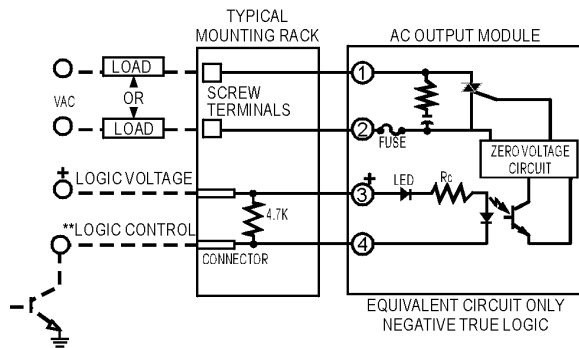 TYPICAL
MOUNTING RACK
AC OUTPUT MODULE
LOAD
1
VAC
OR
SCREW
TERMINALS
LOAD
2
FUSE
ZERO VOLTAGE
CIRCUIT
+
LOGIC VOLTAGE
+
3
LED
Rc
4.7K
**LOGIC CONTROL
4
CONNECTOR
EQUIVALENT CIRCUIT ONLY
NEGATIVE TRUE LOGIC